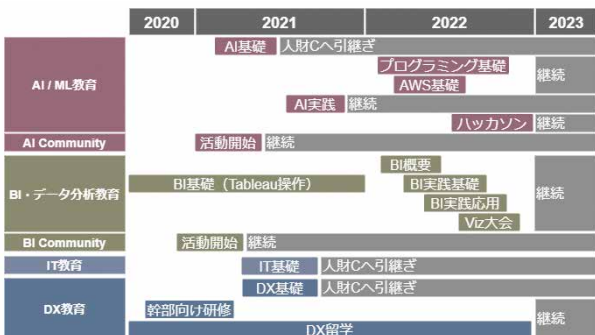 2020 2021 2022 2023
AI基礎 人財Cへ引継ぎ
プログラミング基礎
AI / ML教育 AWS基礎 継続
AI実践 継続
ハッカソン 継続
AI Community 活動開始 継続
BI概要
BI・データ分析教育 BI基礎（Tableau操作） BI実践基礎 継続
BI実践応用
Viz大会
BI Community 活動開始 継続
IT教育 IT基礎 人財Cへ引継ぎ
DX基礎 人財Cへ引継ぎ
DX教育 幹部向け研修 継続
DX留学